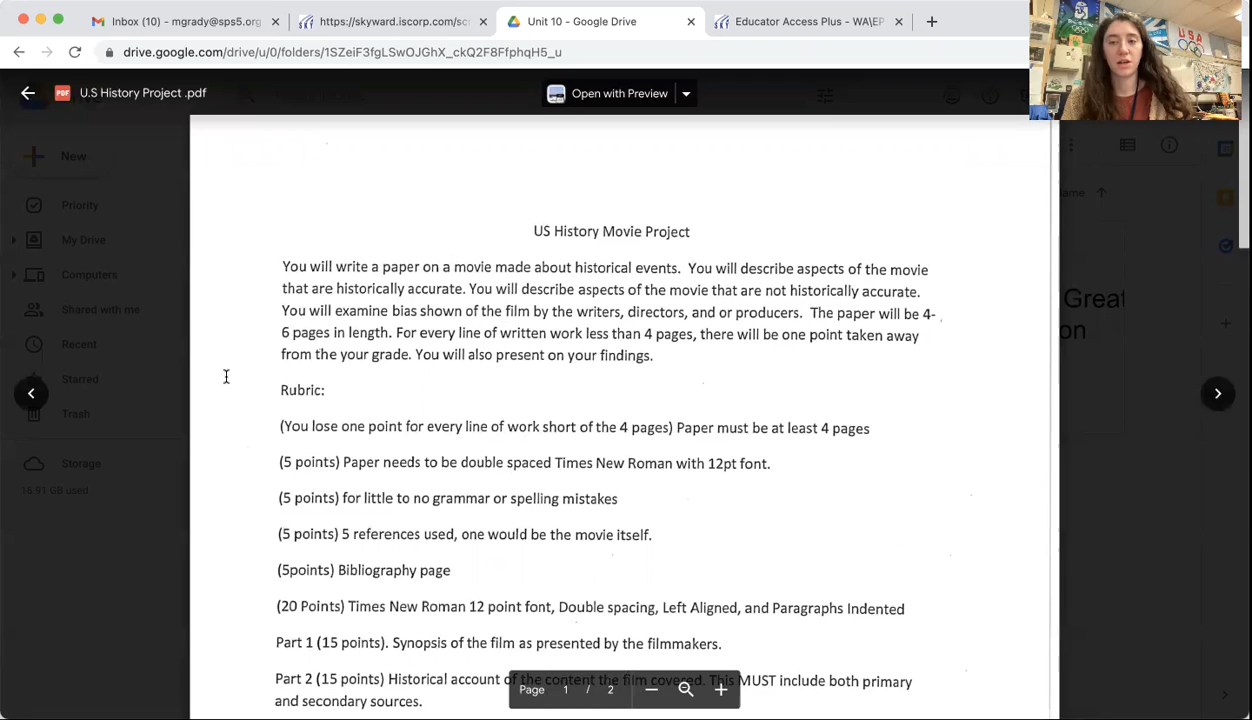 Inbox (10) - mgrady@sps5.org
https://skyward.iscorp.com/sc
Unit 10 - Google Drive
Educator Access Plus - WA\EP
drive.google.com/drive/u/0/folders/1SZeiF3fgLSwOJGhX_ckQ2F8FfphqH5_u
PDF
U.S History Project .pdf
Open with Preview
USA
New
Priority
My Drive
Computers
Shared with me
Recent
Starred
Trash
Storage
16.91 GB used
US History Movie Project
You will write a paper on a movie made about historical events. You will describe aspects of the movie
that are historically accurate. You will describe aspects of the movie that are not historically accurate.
You will examine bias shown of the film by the writers, directors, and or producers. The paper will be 4-
6 pages in length. For every line of written work less than 4 pages, there will be one point taken away
from the your grade. You will also present on your findings.
Rubric:
(You lose one point for every line of work short of the 4 pages) Paper must be at least 4 pages
(5 points) Paper needs to be double spaced Times New Roman with 12pt font.
(5 points) for little to no grammar or spelling mistakes
(5 points) 5 references used, one would be the movie itself.
(5points) Bibliography page
(20 Points) Times New Roman 12 point font, Double spacing, Left Aligned, and Paragraphs Indented
Part 1 (15 points). Synopsis of the film as presented by the filmmakers.
Part 2 (15 points) Historical account of the content the film covered. This MUST include both primary
and secondary sources.
Page 1 / 2
ame
Great
on